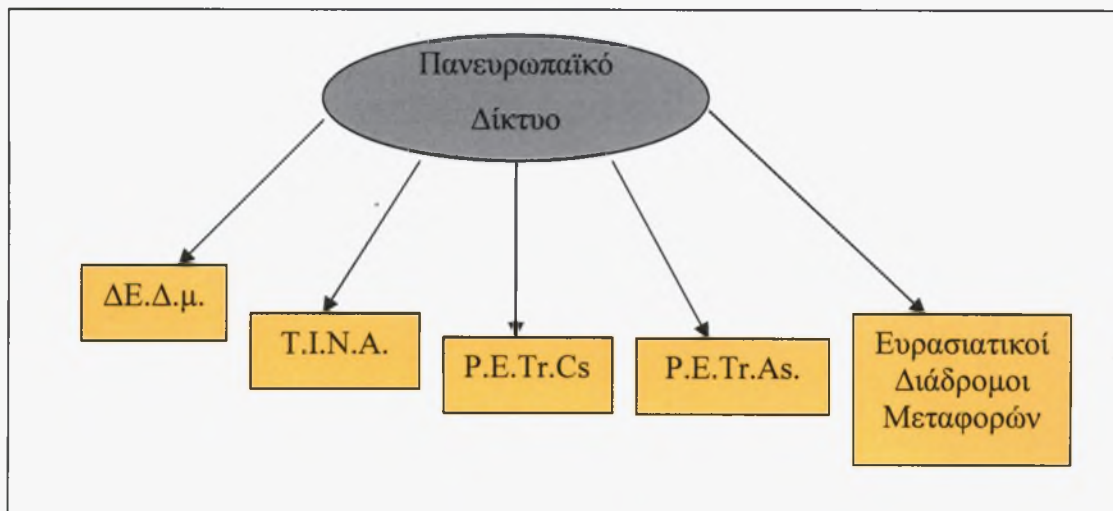 Πανευρωπαϊκό
Δίκτυο
ΔΕ.Δ.μ.
Τ.Ι.Ν.Α.
P.E.Tr.Cs
P.E.Tr.As.
Ευρασιατικοί
Διάδρομοι
Μεταφορών